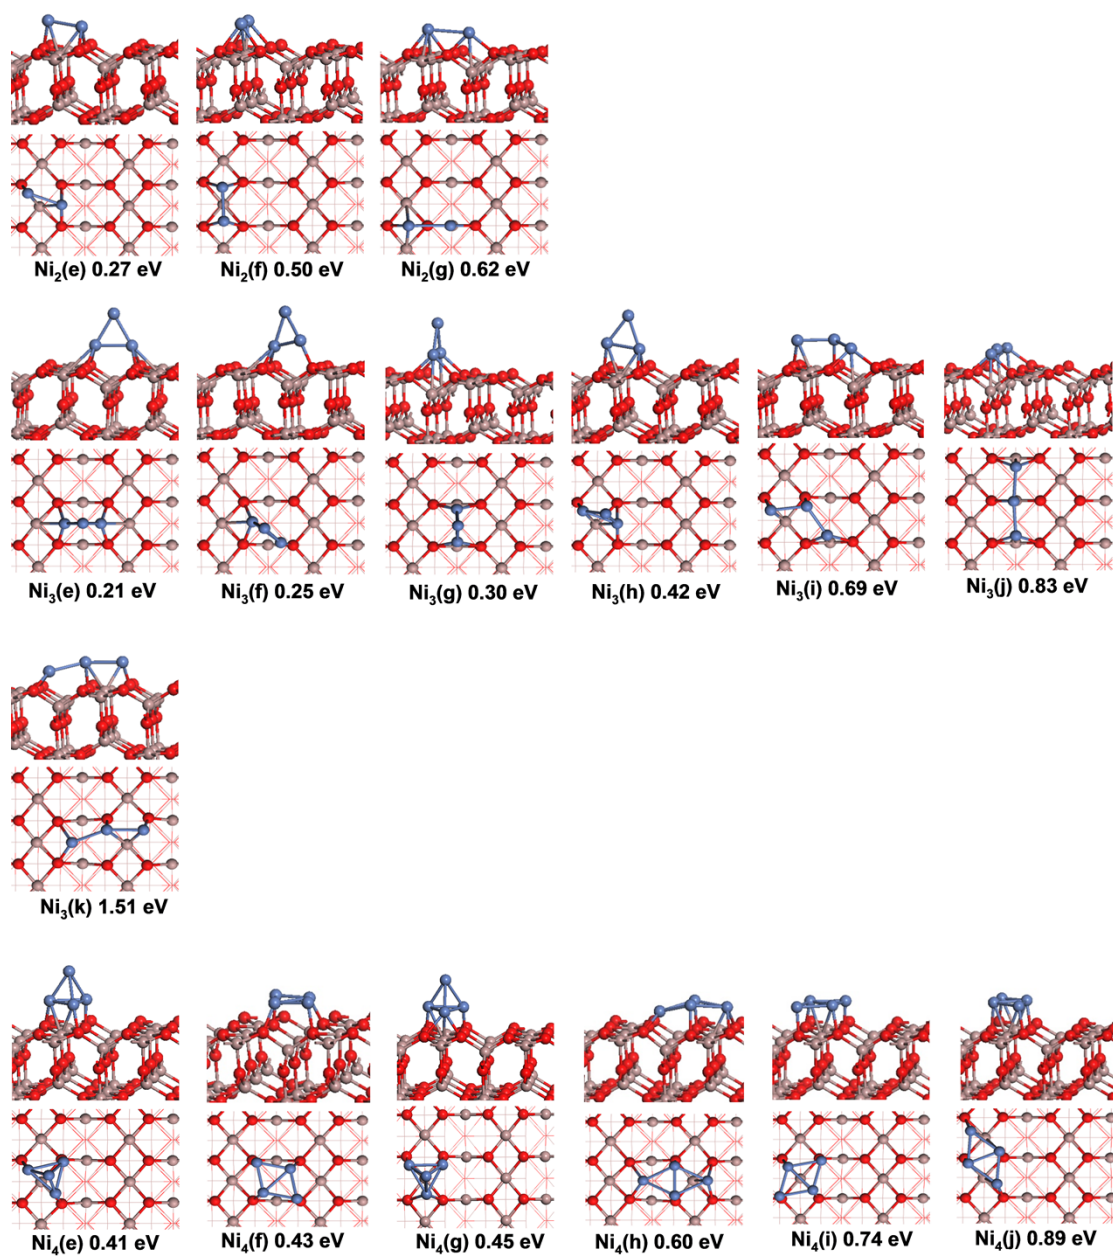 Ni2(e) 0.27 eV Ni2(f) 0.50 eV Ni2(g) 0.62 eV
Ni3(e) 0.21 eV Ni3(f) 0.25 eV Ni3(g) 0.30 eV Ni3(h) 0.42 eV Ni3(i) 0.69 eV Ni3(j) 0.83 eV
Ni3(k) 1.51 eV
Ni4(e) 0.41 eV Ni4(f) 0.43 eV Ni4(g) 0.45 eV Ni4(h) 0.60 eV Ni4(i) 0.74 eV Ni4(j) 0.89 eV